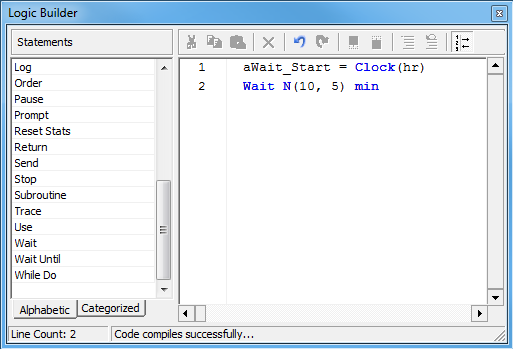 Logic Builder
Statements
Log
Order
Pause
Prompt
Reset Stats
Return
Send
Stop
Subroutine
Trace
Use
Wait
Wait Until
While Do
Alphabetic Categorized
1 aWait_Start = Clock(hr)
2 Wait N(10, 5) min
Line Count: 2 Code compiles successfully...